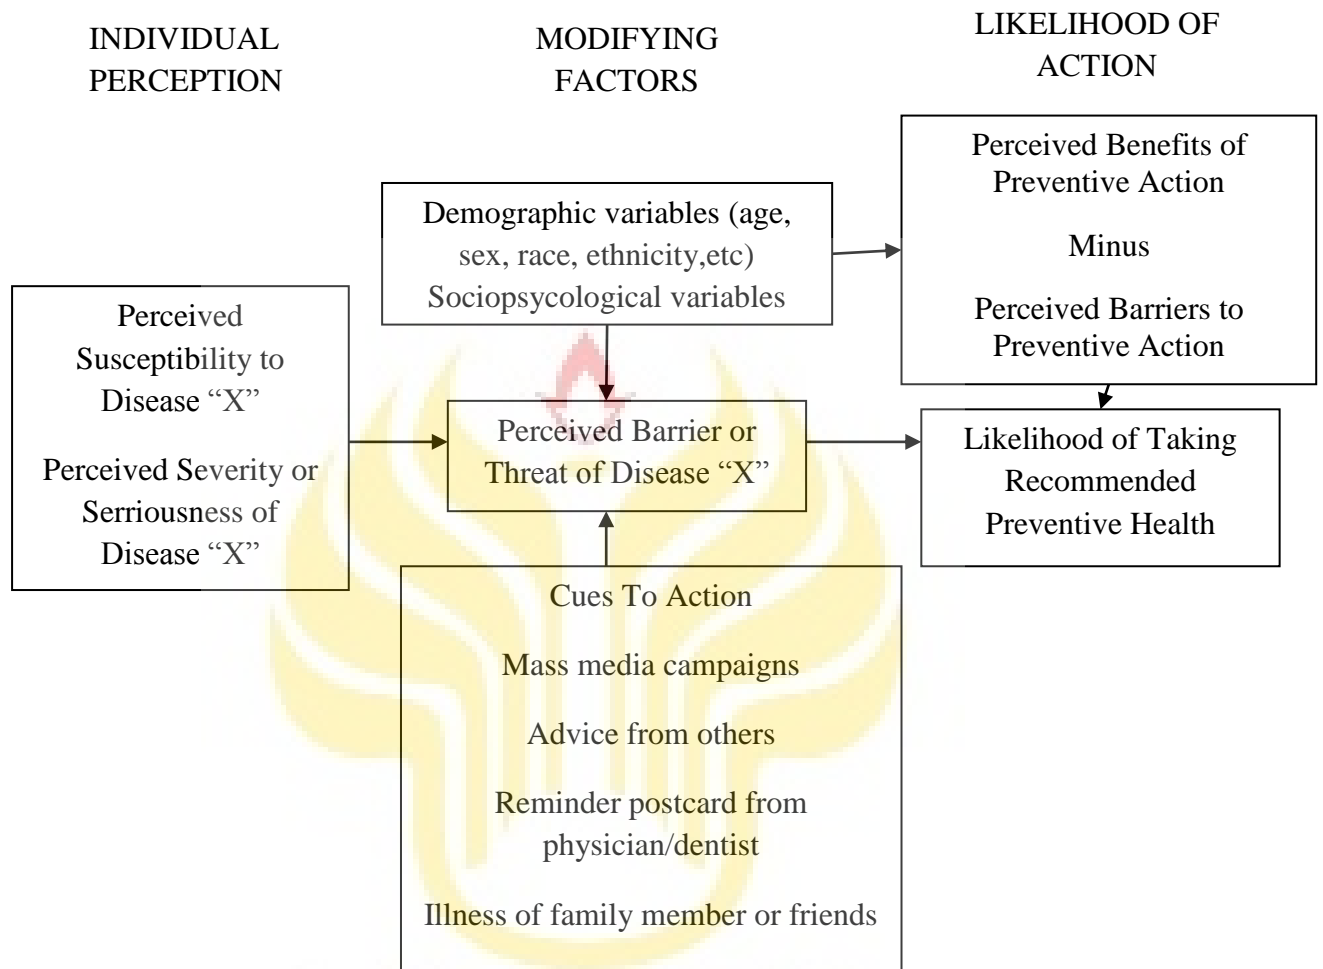 INDIVIDUAL
PERCEPTION
MODIFYING
FACTORS
LIKELIHOOD OF
ACTION
Perceived
Susceptibility to
Disease “X”
Perceived Severity or
Serriousness of
Disease “X”
Demographic variables (age,
sex, race, ethnicity,etc)
Sociopsycological variables
Perceived Barrier or
Threat of Disease “X”
Cues To Action
Mass media campaigns
Advice from others
Reminder postcard from
physician/dentist
Illness of family member or friends
Perceived Benefits of
Preventive Action
Minus
Perceived Barriers to
Preventive Action
Likelihood of Taking
Recommended
Preventive Health